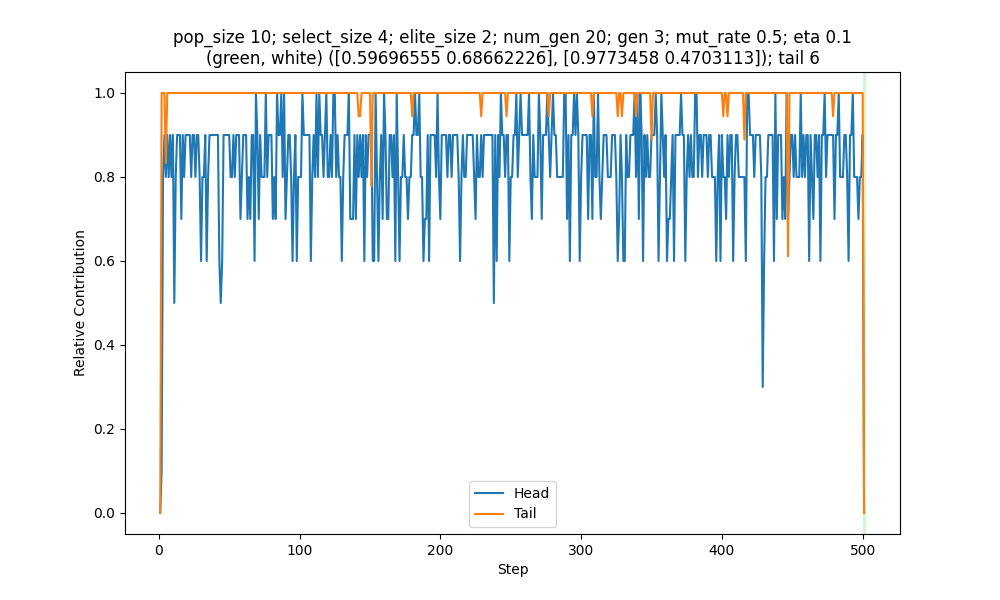 pop_size 10; select_size 4; elite_size 2; num_gen 20; gen 3; mut_rate 0.5; eta 0.1
(green, white) ([0.59696555 0.68662226], [0.9773458 0.4703113]); tail 6
1.0
0.8
0.6
0.4
0.2
0.0
Relative Contribution
Head
Tail
0
100
200
300
400
500
Step